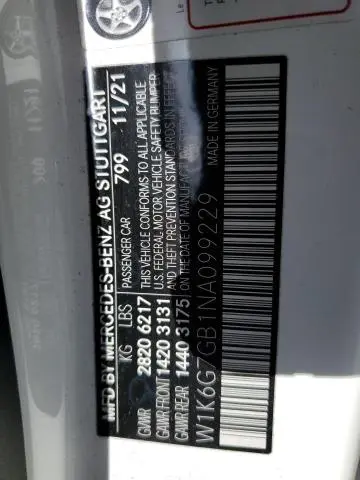 MFD BY MERCEDES-BENZ AG STUTTGART
KG LBS PASSENGER CAR 799 11/21
GVWR 2820 6217 THIS VEHICLE CONFORMS TO ALL APPLICABLE
U.S. FEDERAL MOTOR VEHICLE SAFETY BUMPER
GAWR FRONT 1420 3131 AND THEFT PREVENTION STANDARDS IN EFFECT
GAWR REAR 1440 3175 ON THE DATE OF MANUFACTURE
W1K6G7GB1NA099229 MADE IN GERMANY